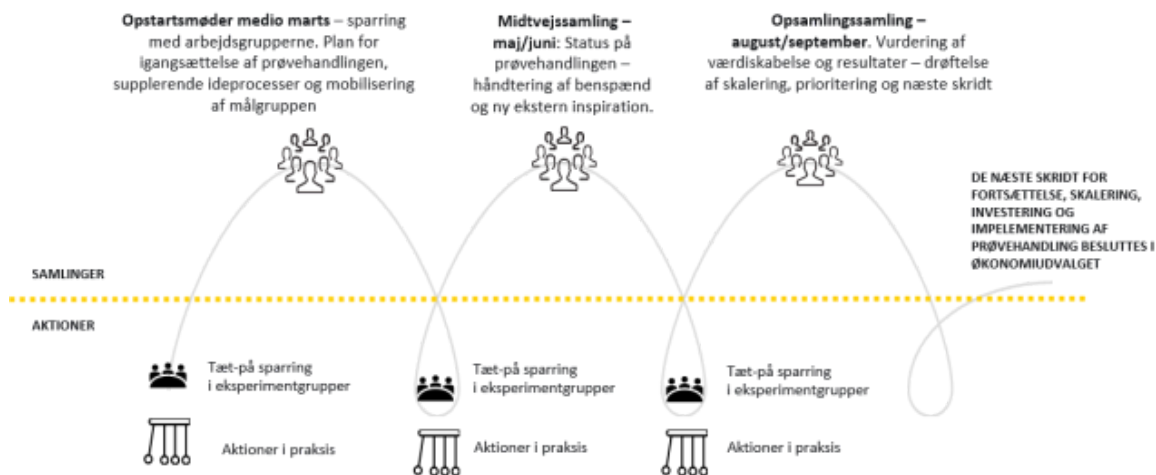 Opstartsmøder medio marts – sparring
med arbejdsgrupperne. Plan for
igangsættelse af prøvehandlingen,
supplerende ideprocesser og mobilisering
af målgruppen
Midtvejssamling –
maj/juni: Status på
prøvehandlingen –
håndtering af benspænd
og ny ekstern inspiration.
Opsamlingssamling –
august/september. Vurdering af
værdiskabelse og resultater – drøftelse
af skalering, prioritering og næste skridt
DE NÆSTE SKRIDT FOR
FORTSÆTTELSE, SKALERING,
INVESTERING OG
IMPELEMENTERING AF
PRØVEHANDLING BESLUTTES I
ØKONOMIUDVALGET
SAMLINGER
AKTIONER
Tæt-på sparring
i eksperimentgrupper
Tæt-på sparring
i eksperimentgrupper
Tæt-på sparring
i eksperimentgrupper
Aktioner i praksis
Aktioner i praksis
Aktioner i praksis